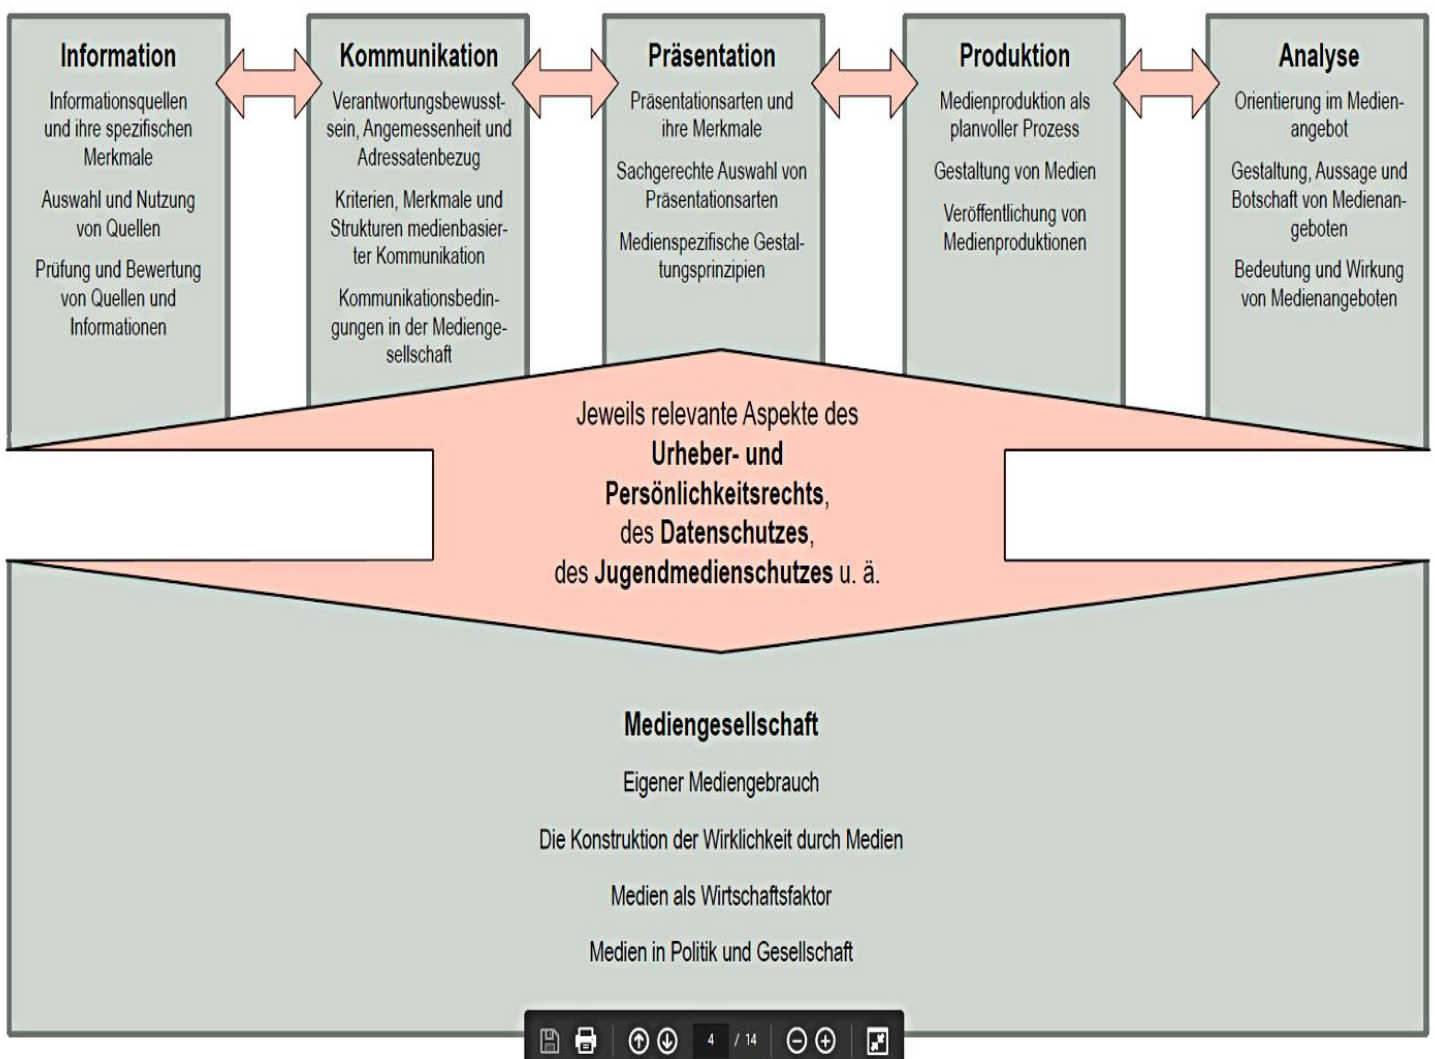 Information
Informationsquellen
und ihre spezifischen
Merkmale
Auswahl und Nutzung
von Quellen
Prüfung und Bewertung
von Quellen und
Informationen
Kommunikation
Verantwortungsbewusst-
sein, Angemessenheit und
Adressatenbezug
Kriterien, Merkmale und
Strukturen medienbasier-
ter Kommunikation
Kommunikationsbedin-
gungen in der Medienge-
sellschaft
Präsentation
Präsentationsarten und
ihre Merkmale
Sachgerechte Auswahl von
Präsentationsarten
Medienspezifische Gestal-
tungsprinzipien
Produktion
Medienproduktion als
planvoller Prozess
Gestaltung von Medien
Veröffentlichung von
Medienproduktionen
Analyse
Orientierung im Medien-
angebot
Gestaltung, Aussage und
Botschaft von Medienan-
geboten
Bedeutung und Wirkung
von Medienangeboten
Jeweils relevante Aspekte des
Urheber- und
Persönlichkeitsrechts,
des Datenschutzes,
des Jugendmedienschutzes u. ä.
Mediengesellschaft
Eigener Mediengebrauch
Die Konstruktion der Wirklichkeit durch Medien
Medien als Wirtschaftsfaktor
Medien in Politik und Gesellschaft
4 / 14